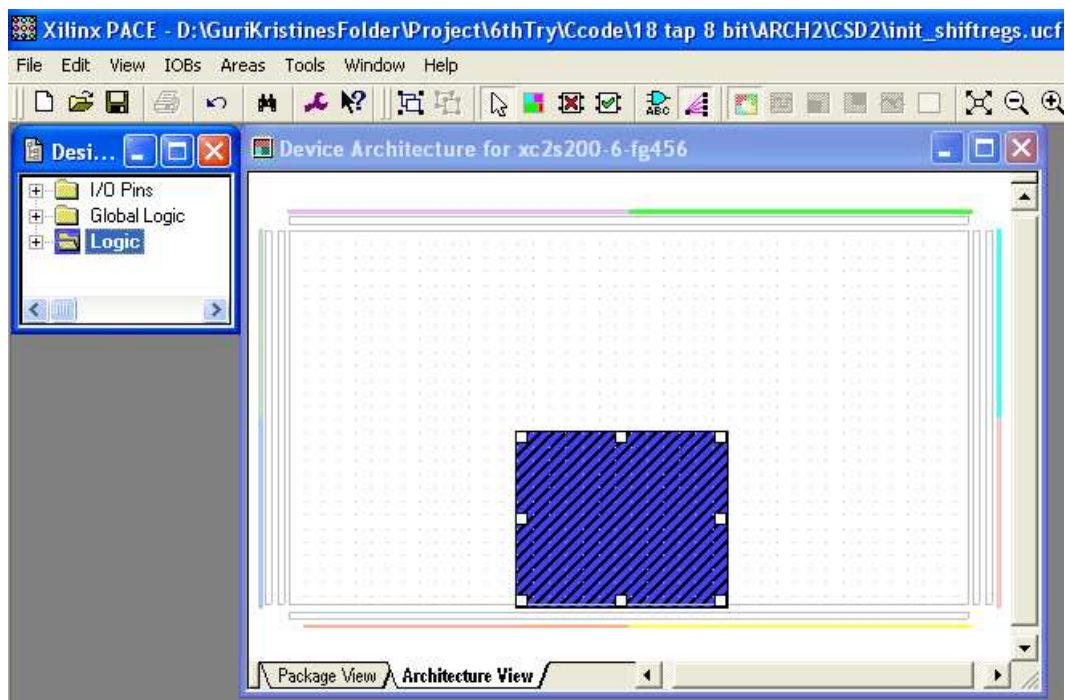 Xilinx PACE - D:\GuriKristinesFolder\Project\6thTry\Ccode\18 tap 8 bit\ARCH2\CSD2\init_shiftregs.ucf
File Edit View IOBs Areas Tools Window Help
ABC
Desi...
Device Architecture for xc2s200-6-fg456
I/O Pins
Global Logic
Logic
Package View Architecture View